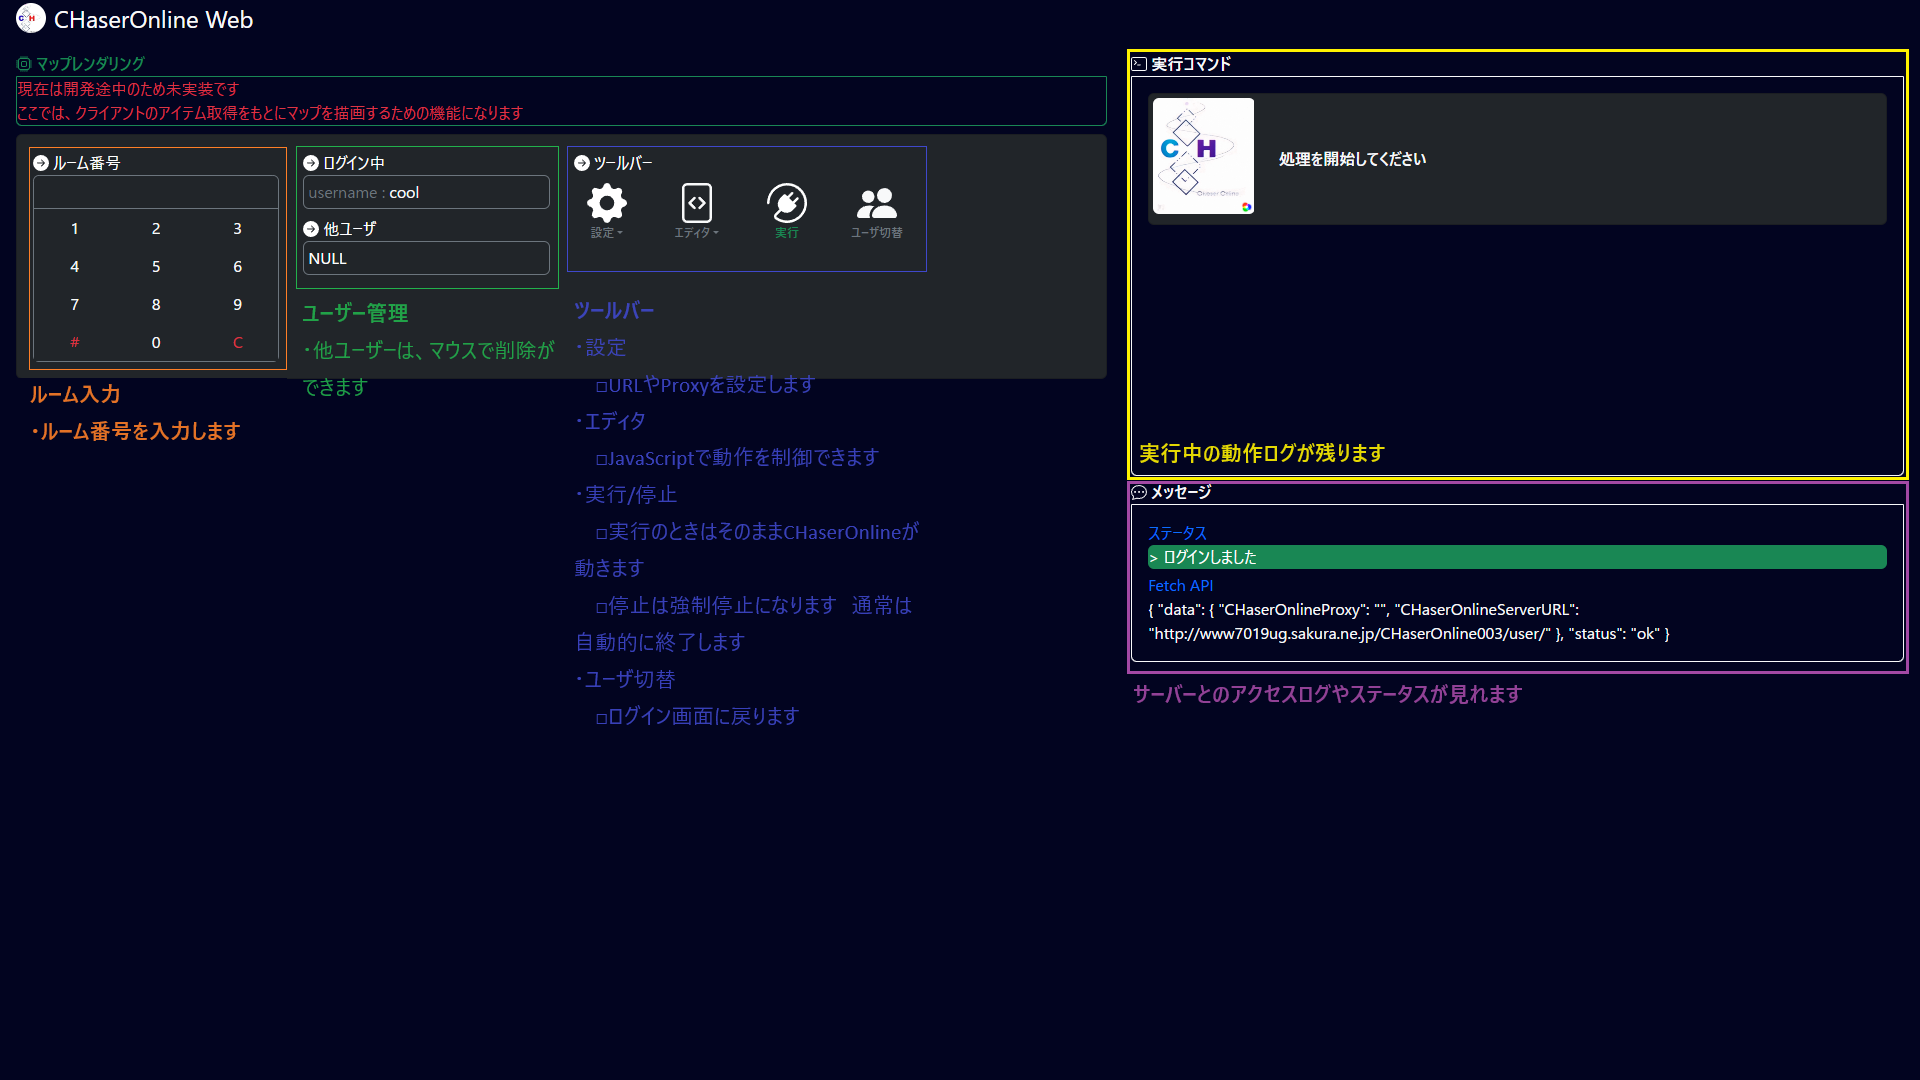 CHaserOnline Web
マップレンダリング
現在は開発途中のため未実装です
ここでは、クライアントのアイテム取得をもとにマップを描画するための機能になります
ルーム番号
1 2 3
4 5 6
7 8 9
# 0 C
ルーム入力
・ルーム番号を入力します
ログイン中
username : cool
他ユーザ
NULL
ユーザー管理
・他ユーザーは、マウスで削除が
できます
ツールバー
設定
エディタ
実行
ユーザ切替
ツールバー
・設定
□URLやProxyを設定します
・エディタ
□JavaScriptで動作を制御できます
・実行/停止
□実行のときはそのままCHaserOnlineが
動きます
□停止は強制停止になります 通常は
自動的に終了します
・ユーザ切替
□ログイン画面に戻ります
実行コマンド
C H
Chaser Online
処理を開始してください
実行中の動作ログが残ります
メッセージ
ステータス
> ログインしました
Fetch API
{ "data": { "CHaserOnlineProxy": "", "CHaserOnlineServerURL":
"http://www7019ug.sakura.ne.jp/CHaserOnline003/user/" }, "status": "ok" }
サーバーとのアクセスログやステータスが見れます